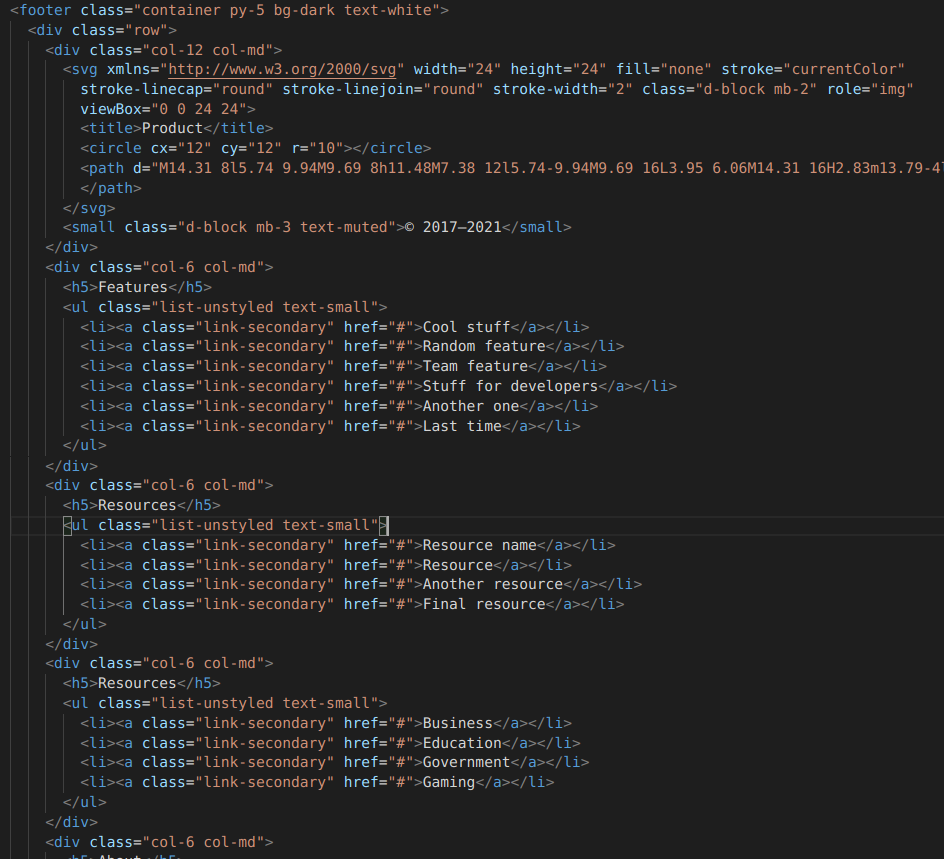 <footer class="container py-5 bg-dark text-white">
<div class="row">
<div class="col-12 col-md">
<svg xmlns="http://www.w3.org/2000/svg" width="24" height="24" fill="none" stroke="currentColor"
stroke-linecap="round" stroke-linejoin="round" stroke-width="2" class="d-block mb-2" role="img"
viewBox="0 0 24 24">
<title>Product</title>
<circle cx="12" cy="12" r="10"></circle>
<path d="M14.31 8l5.74 9.94M9.69 8h11.48M7.38 12l5.74-9.94M9.69 16L3.95 6.06M14.31 16H2.83m13.79-4l
</path>
</svg>
<small class="d-block mb-3 text-muted">© 2017–2021</small>
</div>
<div class="col-6 col-md">
<h5>Features</h5>
<ul class="list-unstyled text-small">
<li><a class="link-secondary" href="#">Cool stuff</a></li>
<li><a class="link-secondary" href="#">Random feature</a></li>
<li><a class="link-secondary" href="#">Team feature</a></li>
<li><a class="link-secondary" href="#">Stuff for developers</a></li>
<li><a class="link-secondary" href="#">Another one</a></li>
<li><a class="link-secondary" href="#">Last time</a></li>
</ul>
</div>
<div class="col-6 col-md">
<h5>Resources</h5>
<ul class="list-unstyled text-small">
<li><a class="link-secondary" href="#">Resource name</a></li>
<li><a class="link-secondary" href="#">Resource</a></li>
<li><a class="link-secondary" href="#">Another resource</a></li>
<li><a class="link-secondary" href="#">Final resource</a></li>
</ul>
</div>
<div class="col-6 col-md">
<h5>Resources</h5>
<ul class="list-unstyled text-small">
<li><a class="link-secondary" href="#">Business</a></li>
<li><a class="link-secondary" href="#">Education</a></li>
<li><a class="link-secondary" href="#">Government</a></li>
<li><a class="link-secondary" href="#">Gaming</a></li>
</ul>
</div>
<div class="col-6 col-md">
<h5>About</h5>